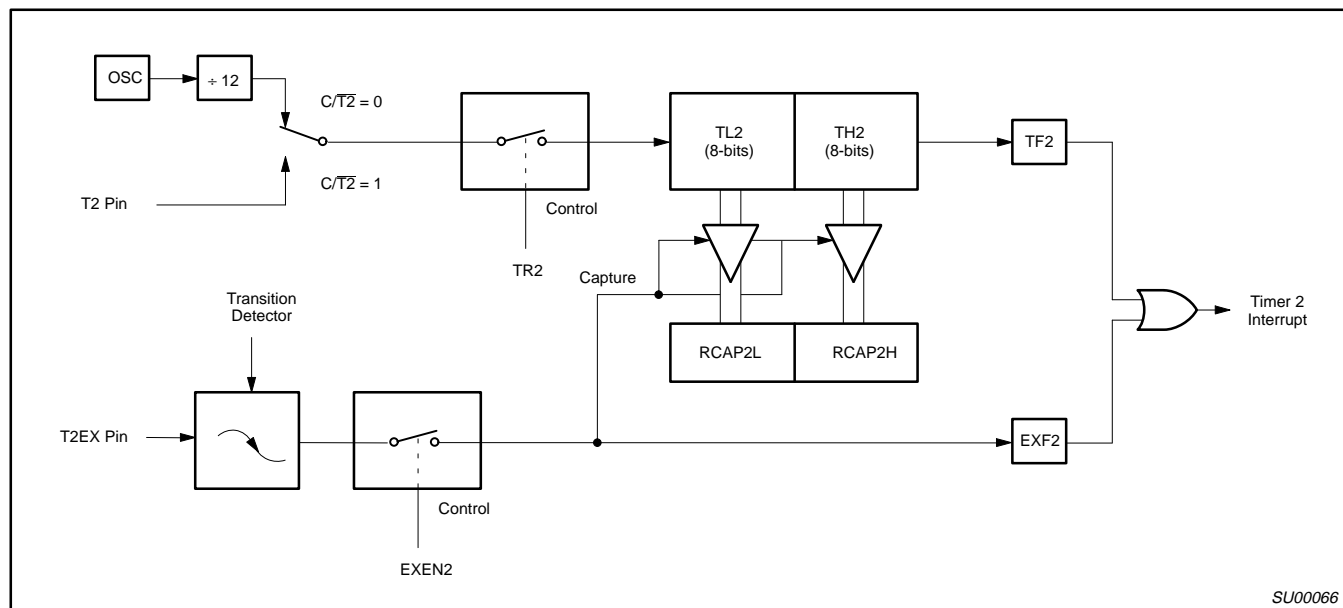 OSC
÷ 12
C/T2̅ = 0
C/T2̅ = 1
T2 Pin
Control
TR2
TL2
(8-bits)
TH2
(8-bits)
TF2
Capture
Transition
Detector
RCAP2L
RCAP2H
Timer 2
Interrupt
T2EX Pin
Control
EXEN2
EXF2
SU00066